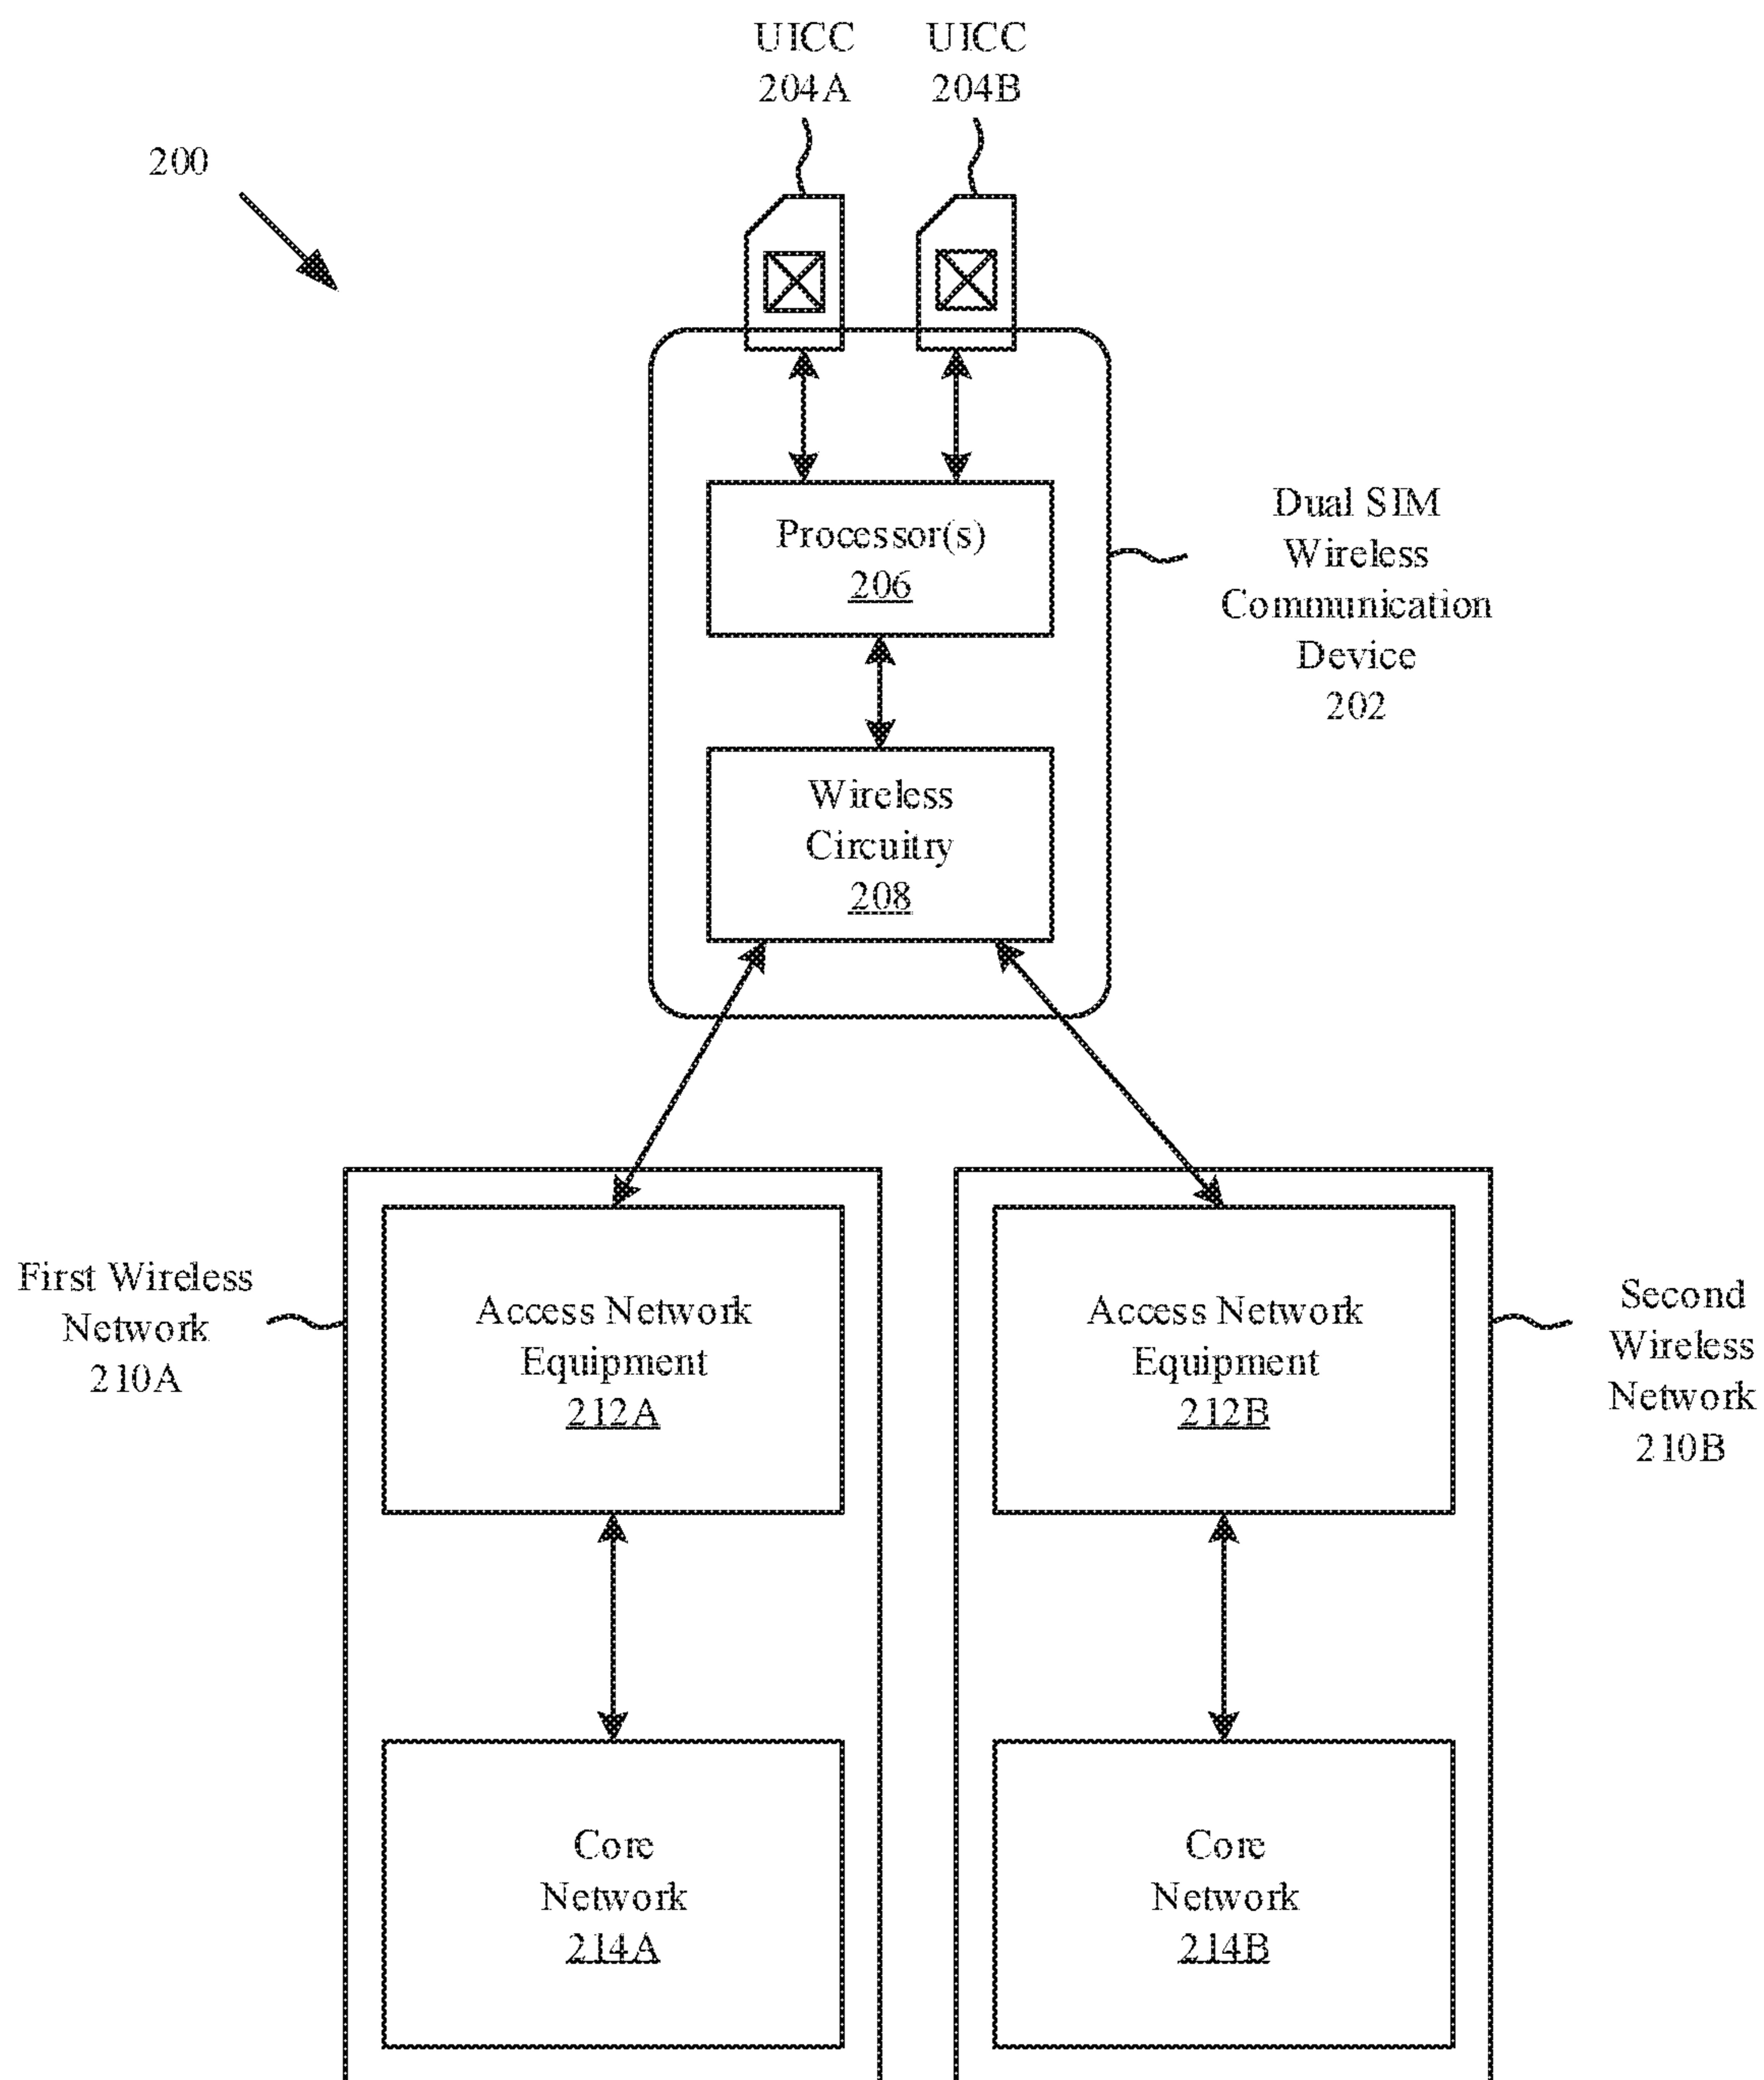 UICC
204A
UICC
204B
200
Processor(s)
206
Dual SIM
Wireless
Communication
Device
202
Wireless
Circuitry
208
First Wireless
Network
210A
Access Network
Equipment
212A
Access Network
Equipment
212B
Second
Wireless
Network
210B
Core
Network
214A
Core
Network
214B